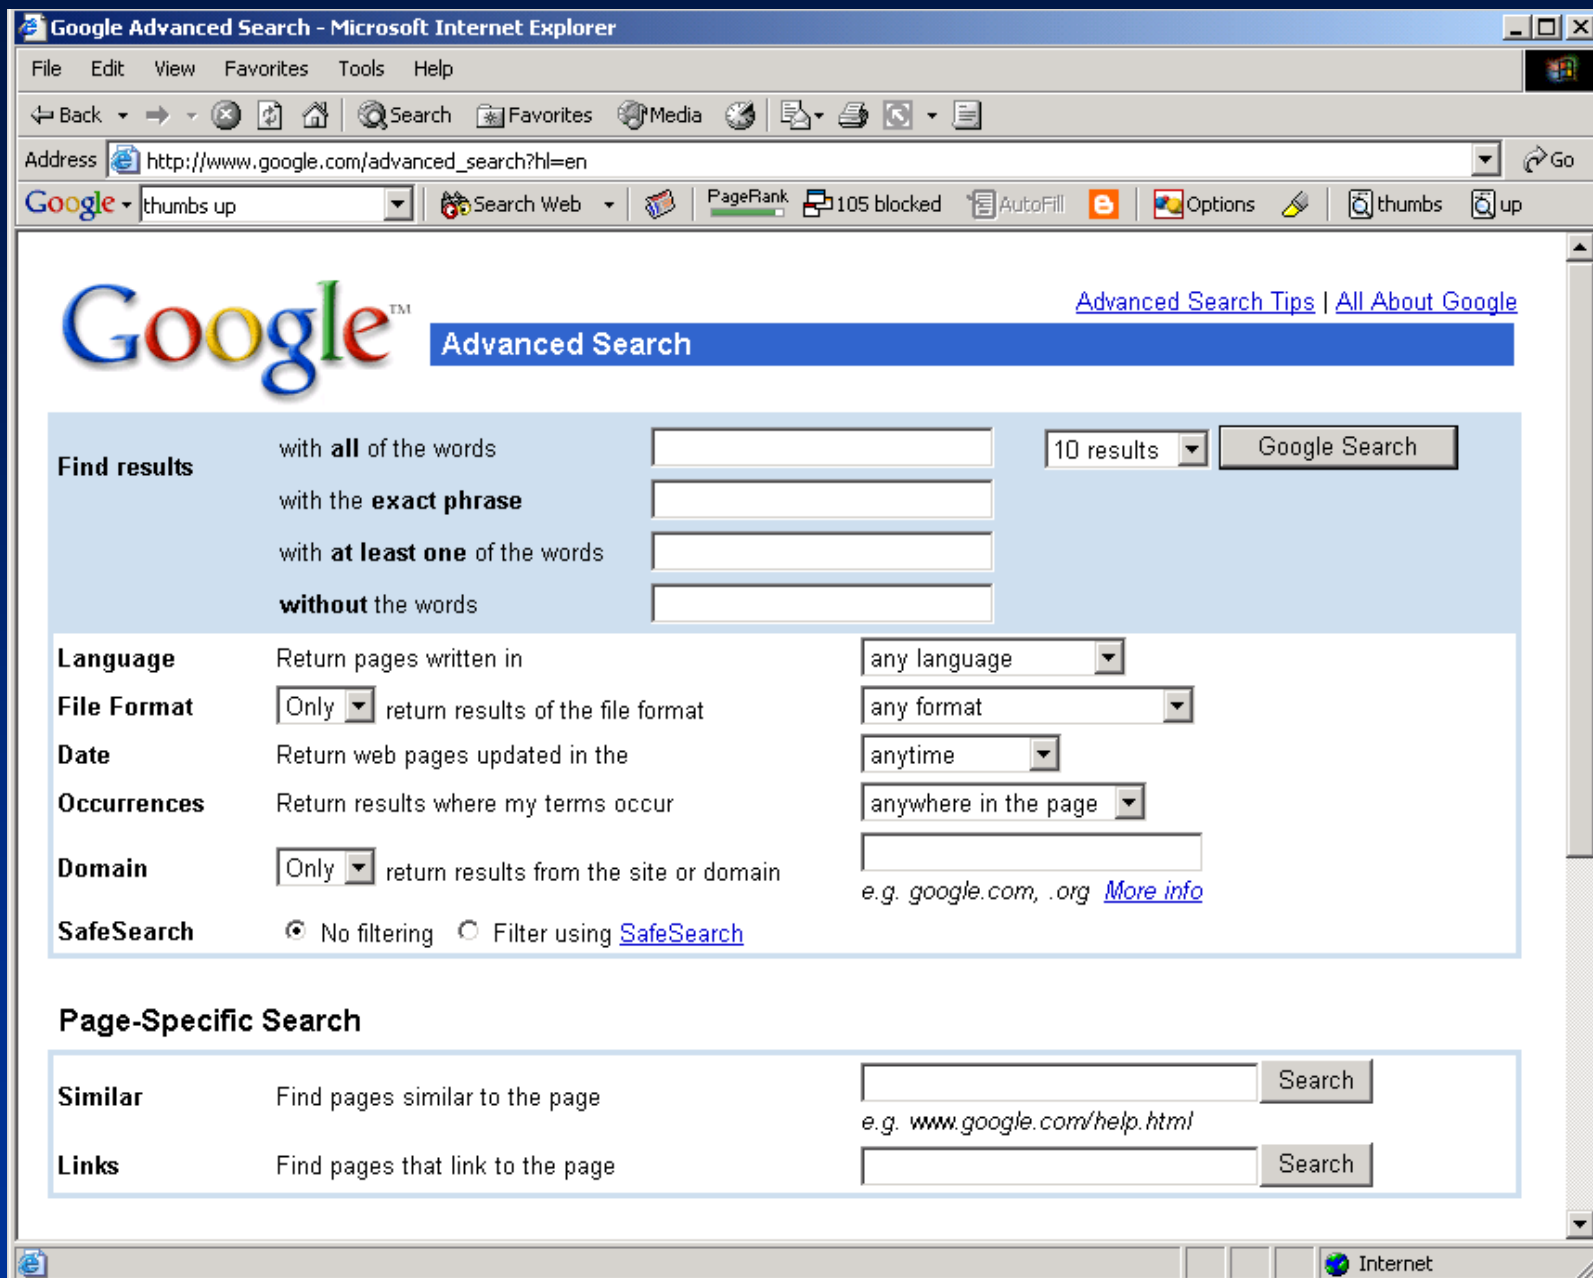 Google Advanced Search - Microsoft Internet Explorer
File Edit View Favorites Tools Help
Back Search Favorites Media
Address http://www.google.com/advanced_search?hl=en Go
Google thumbs up Search Web PageRank 105 blocked AutoFill Options thumbs up
Google™
Advanced Search Tips | All About Google
Advanced Search
Find results with all of the words 10 results Google Search
with the exact phrase
with at least one of the words
without the words
Language Return pages written in any language
File Format Only return results of the file format any format
Date Return web pages updated in the anytime
Occurrences Return results where my terms occur anywhere in the page
Domain Only return results from the site or domain
e.g. google.com, .org More info
SafeSearch No filtering Filter using SafeSearch
Page-Specific Search
Similar Find pages similar to the page Search
e.g. www.google.com/help.html
Links Find pages that link to the page Search
Internet